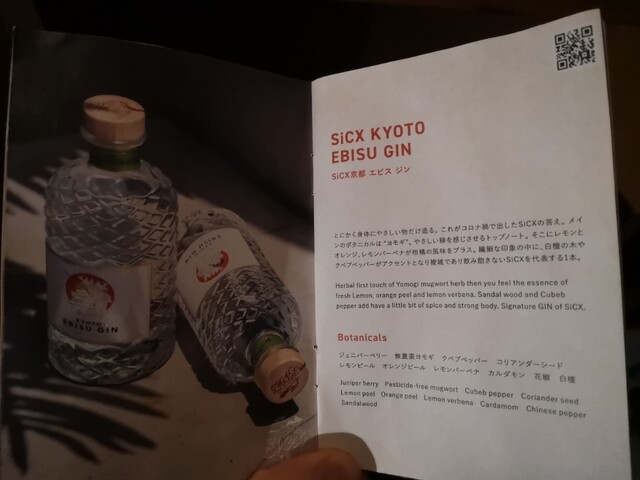 EBISU GIN
SiCX KYOTO
EBISU GIN
SiCX京都 エビス ジン
とにかく身体にやさしい物だけ造る。これがコロナ禍で出したSiCXの答え。メイ
ンのボタニカルは"ヨモギ"。やさしい緑を感じさせるトップノート。そこにレモンと
オレンジ、レモンバーベナが柑橘の風味をプラス。繊細な印象の中に、白檀の木や
クベブペッパーがアクセントとなり複雑であり飲み飽きないSiCXを代表する1本。
Herbal first touch of Yomogi mugwort herb then you feel the essence of
fresh Lemon, orange peel and lemon verbena. Sandal wood and Cubeb
pepper add have a little bit of spice and strong body. Signature GIN of SiCX.
Botanicals
ジュニパーベリー 無農薬ヨモギ クベブペッパー コリアンダーシード
レモンピール オレンジピール レモンバーベナ カルダモン 花椒 白檀
Juniper berry Pesticide-free mugwort Cubeb pepper Coriander seed
Lemon peel Orange peel Lemon verbena Cardamom Chinese pepper
Sandalwood